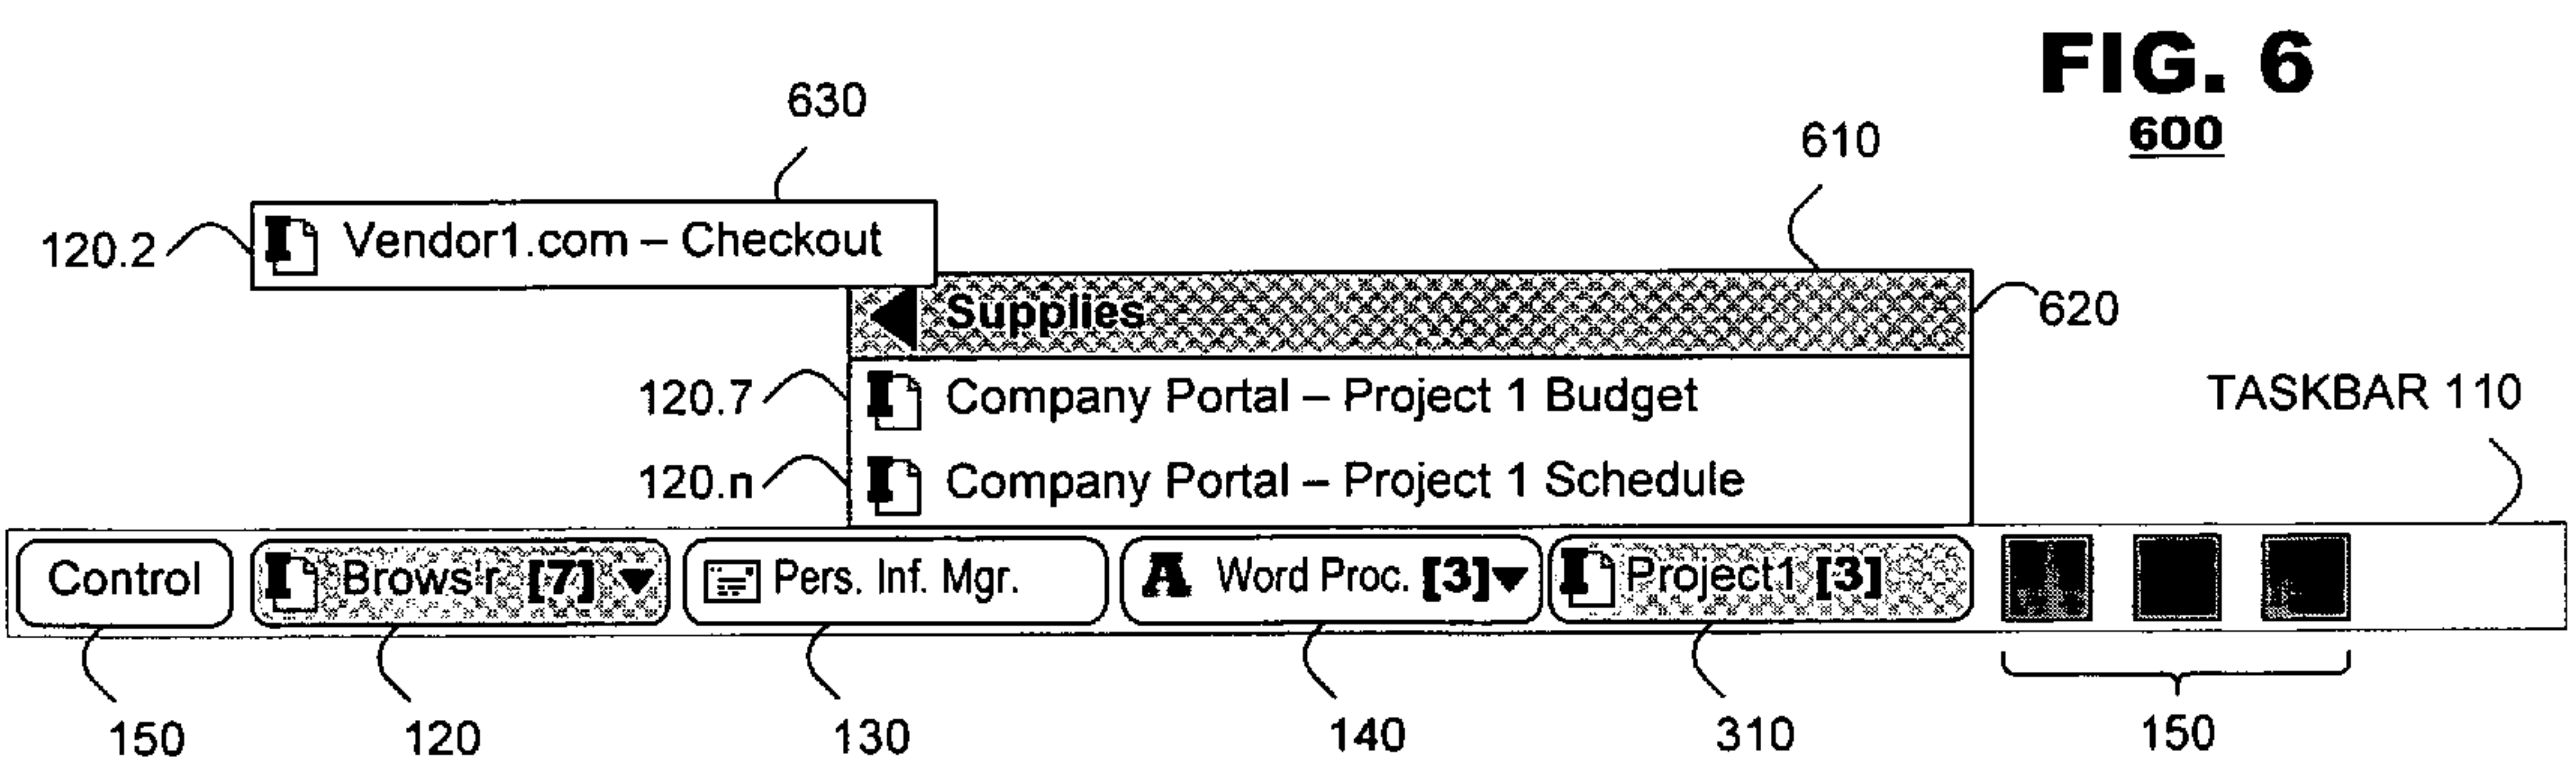 FIG. 6
600
630
610
120.2
Vendor1.com – Checkout
Supplies
620
120.7
Company Portal – Project 1 Budget
TASKBAR 110
120.n
Company Portal – Project 1 Schedule
Control
Brows'r [7]
Pers. Inf. Mgr.
A Word Proc. [3]
Project1 [3]
150
120
130
140
310
150